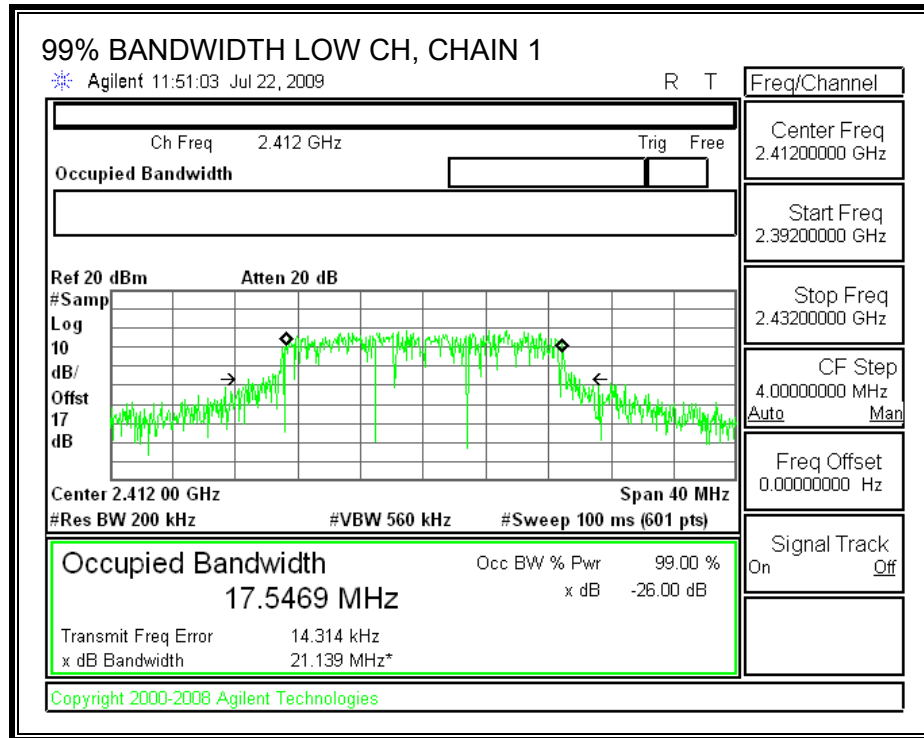 99% BANDWIDTH LOW CH, CHAIN 1
Agilent 11:51:03 Jul 22, 2009 R T
Freq/Channel
Ch Freq 2.412 GHz Trig Free
Occupied Bandwidth
Center Freq
2.41200000 GHz
Start Freq
2.39200000 GHz
Stop Freq
2.43200000 GHz
CF Step
4.00000000 MHz
Auto Man
Freq Offset
0.00000000 Hz
Signal Track
On Off
Ref 20 dBm Atten 20 dB
#Samp
Log
10
dB/
Offst
17
dB
Center 2.412 00 GHz Span 40 MHz
#Res BW 200 kHz #VBW 560 kHz #Sweep 100 ms (601 pts)
Occupied Bandwidth Occ BW % Pwr 99.00 %
17.5469 MHz x dB -26.00 dB
Transmit Freq Error 14.314 kHz
x dB Bandwidth 21.139 MHz*
Copyright 2000-2008 Agilent Technologies